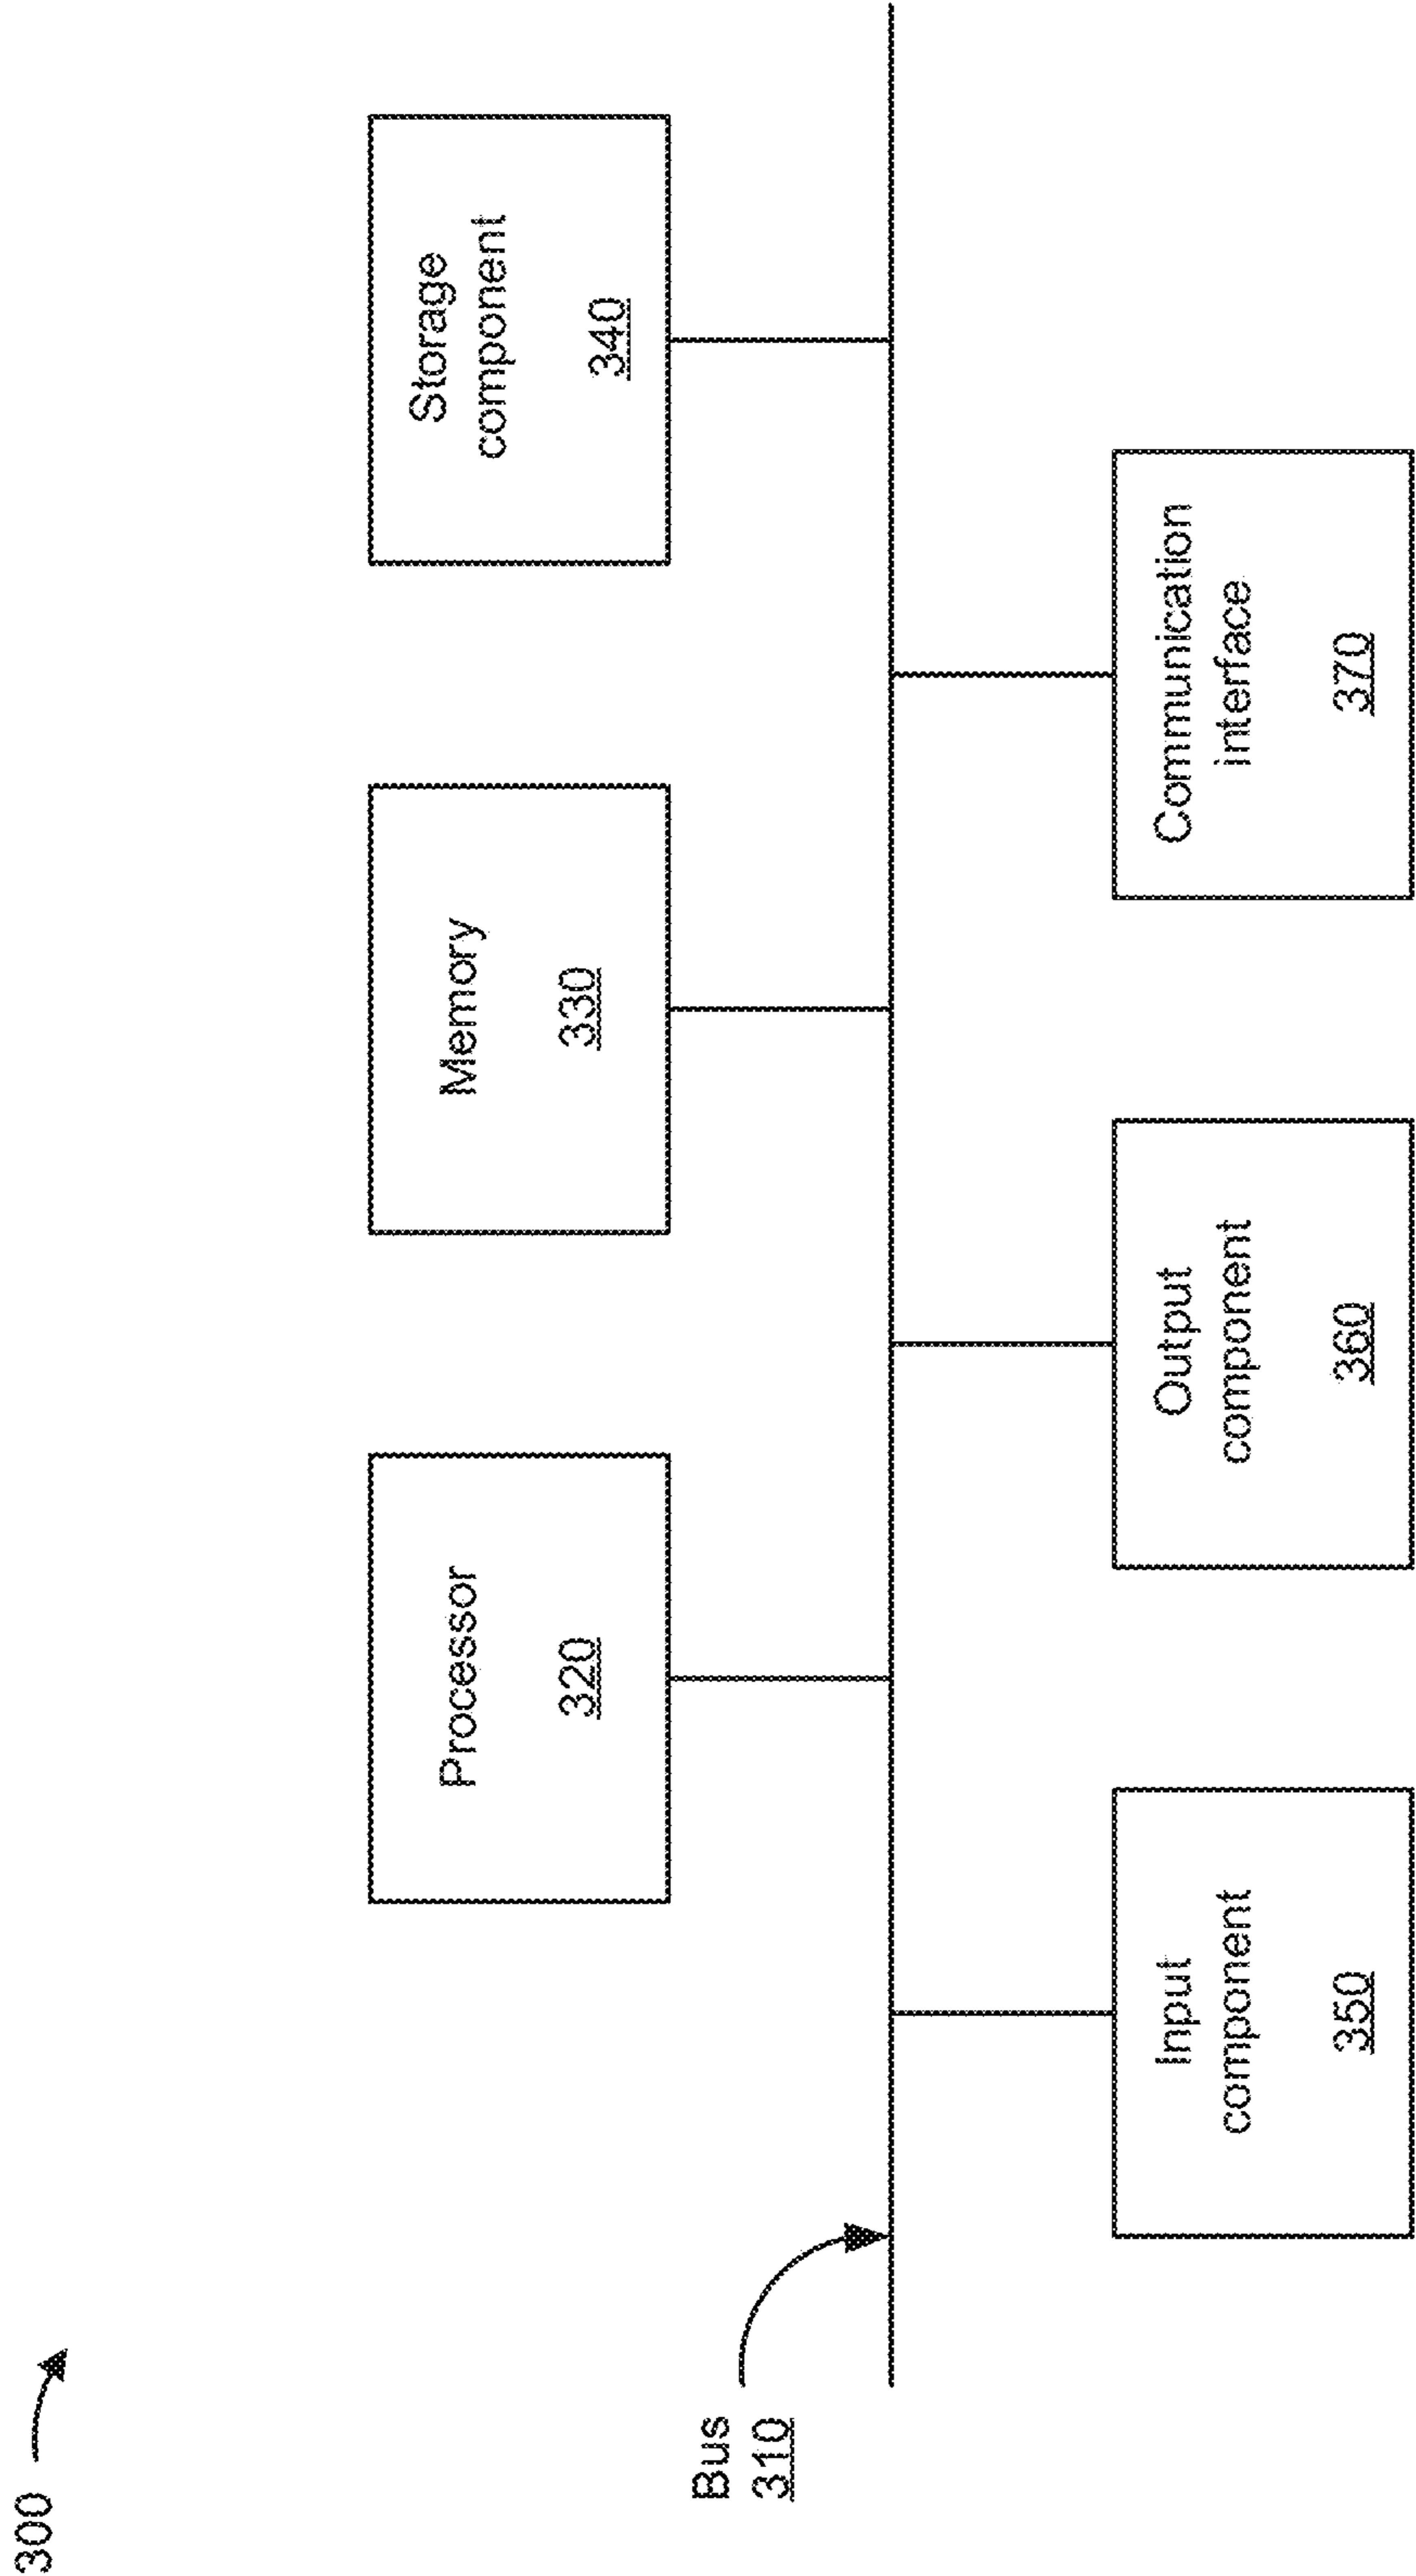 300
Processor
320
Memory
330
Storage
component
340
Bus
310
Input
component
350
Output
component
360
Communication
interface
370